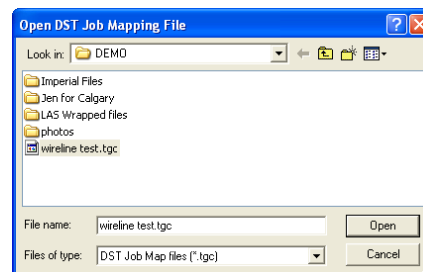 Open DST Job Mapping File
Look in: DEMO
Imperial Files
Jen for Calgary
LAS Wrapped files
photos
wireline test.tgc
File name: wireline test.tgc Open
Files of type: DST Job Map files (*.tgc) Cancel